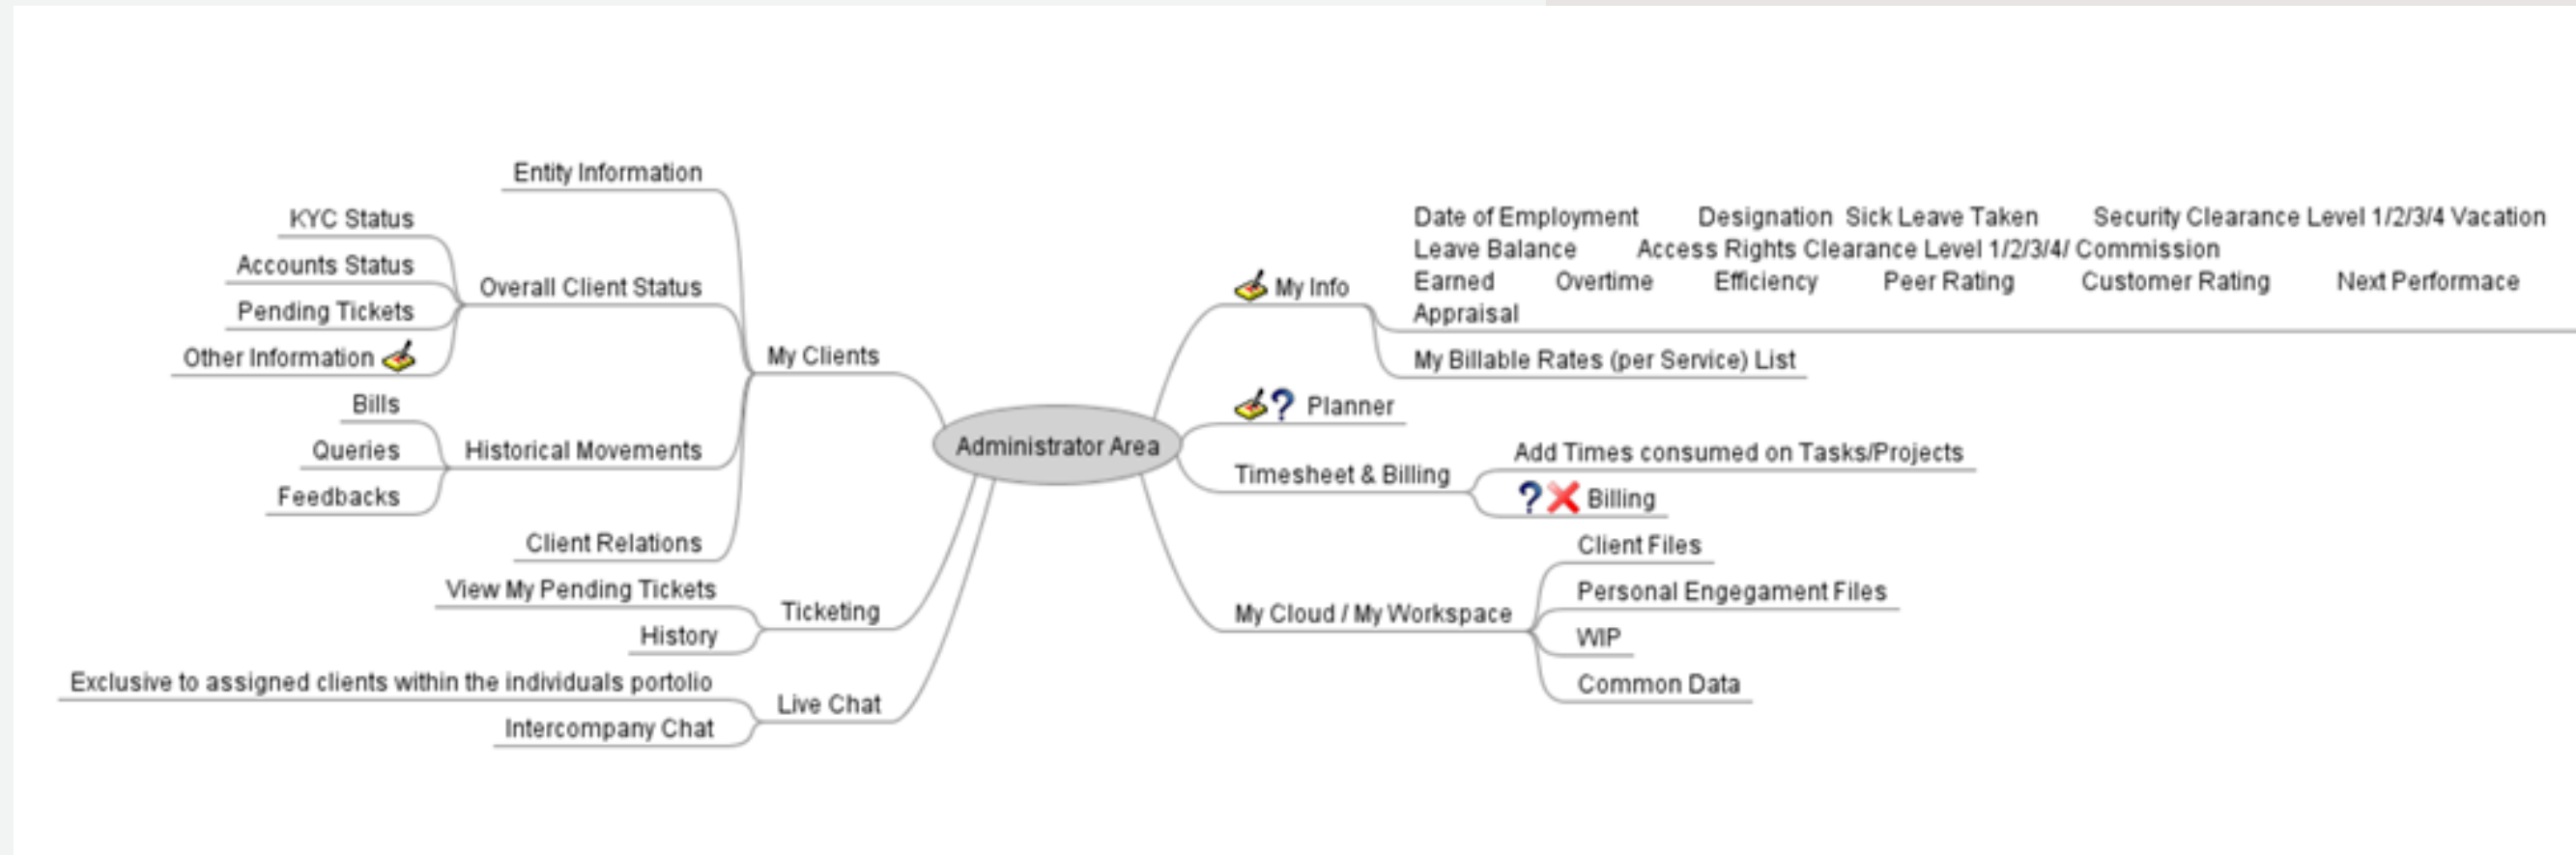 Entity Information
KYC Status
Accounts Status
Pending Tickets
Other Information
Overall Client Status
Bills
Queries
Feedbacks
Historical Movements
Client Relations
My Clients
View My Pending Tickets
History
Ticketing
Exclusive to assigned clients within the individuals portolio
Intercompany Chat
Live Chat
Administrator Area
My Info
Date of Employment Designation Sick Leave Taken Security Clearance Level 1/2/3/4 Vacation
Leave Balance Access Rights Clearance Level 1/2/3/4/ Commission
Earned Overtime Efficiency Peer Rating Customer Rating Next Performace
Appraisal
My Billable Rates (per Service) List
? Planner
Timesheet & Billing
Add Times consumed on Tasks/Projects
? Billing
My Cloud / My Workspace
Client Files
Personal Engegament Files
WIP
Common Data